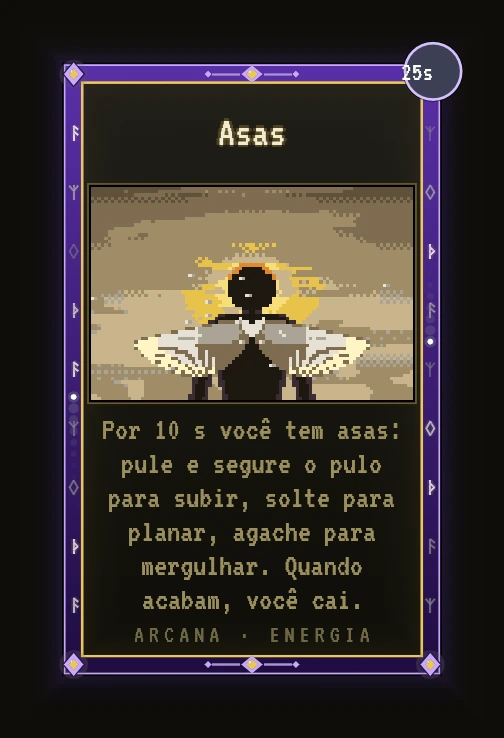 25s
Asas
Por 10 s você tem asas:
pule e segure o pulo
para subir, solte para
planar, agache para
mergulhar. Quando
acabam, você cai.
ARCANA · ENERGIA